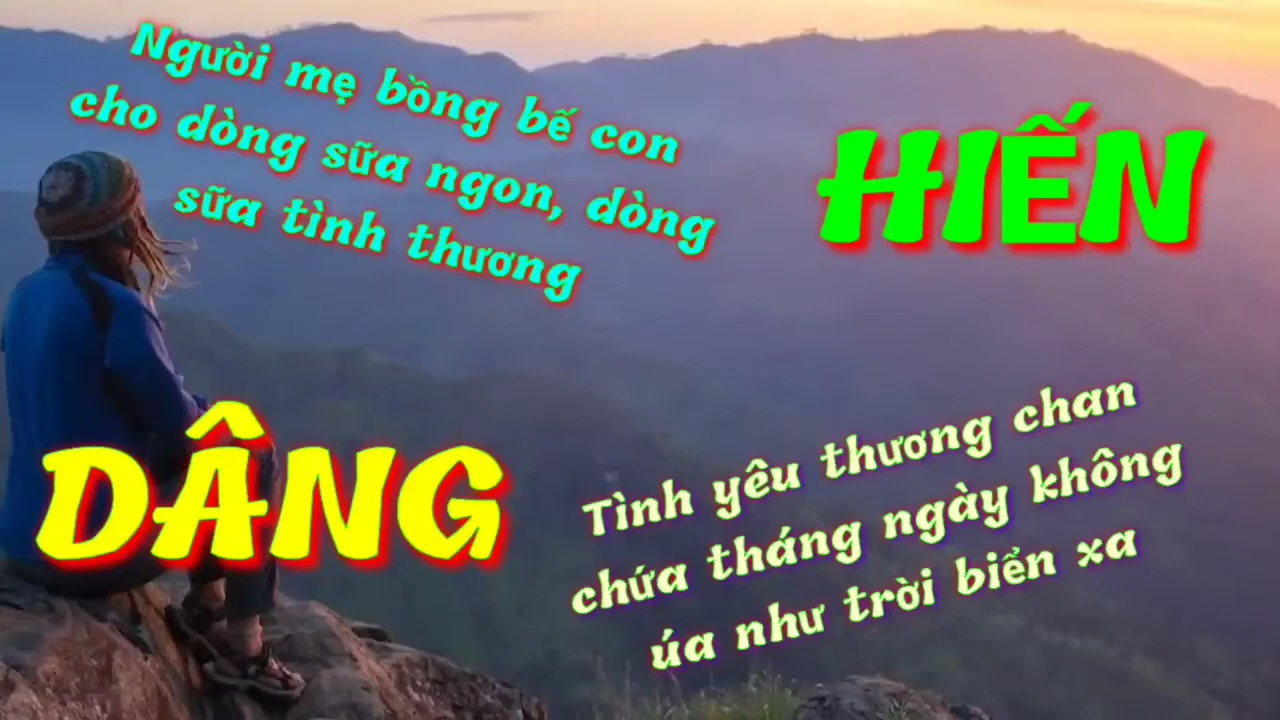 Người mẹ bồng bế con
cho dòng sữa ngon, dòng
sữa tình thương
HIẾN
DÂNG
Tình yêu thương chan
chứa tháng ngày không
úa như trời biển xa